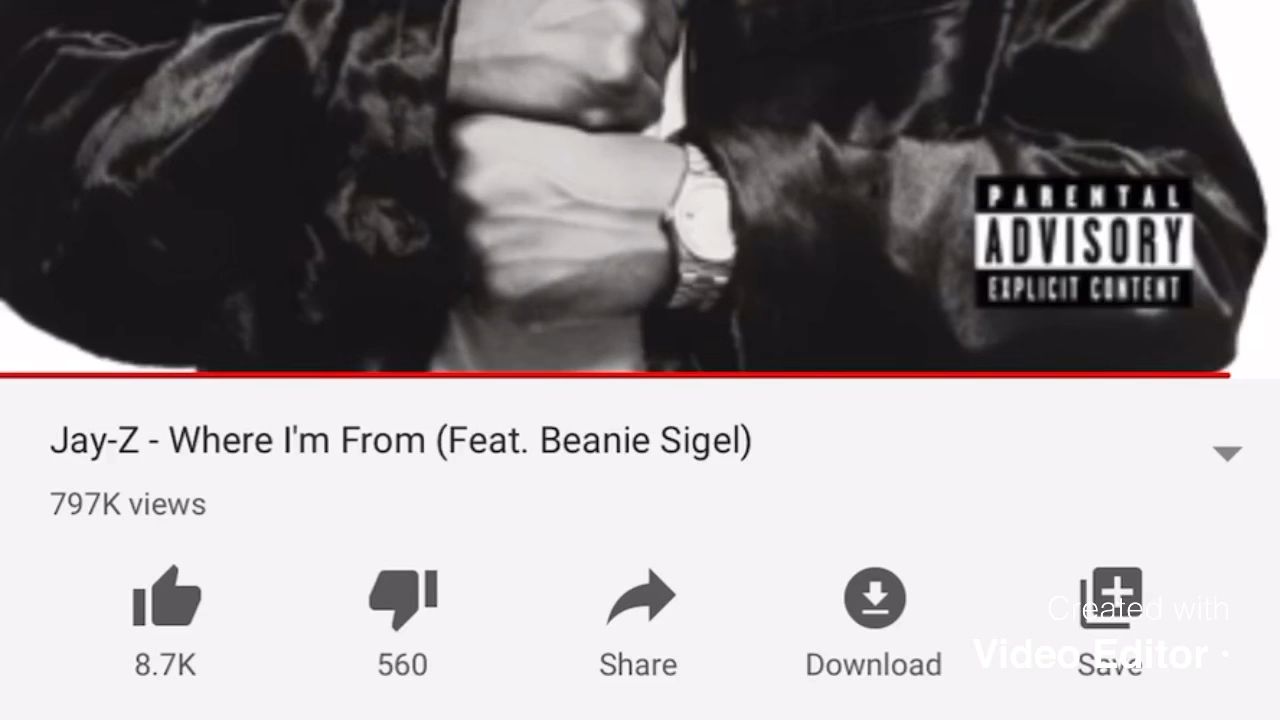 PARENTAL
ADVISORY
EXPLICIT CONTENT
Jay-Z - Where I'm From (Feat. Beanie Sigel)
797K views
8.7K
560
Share
Download
Save
Created with
Video Editor ·